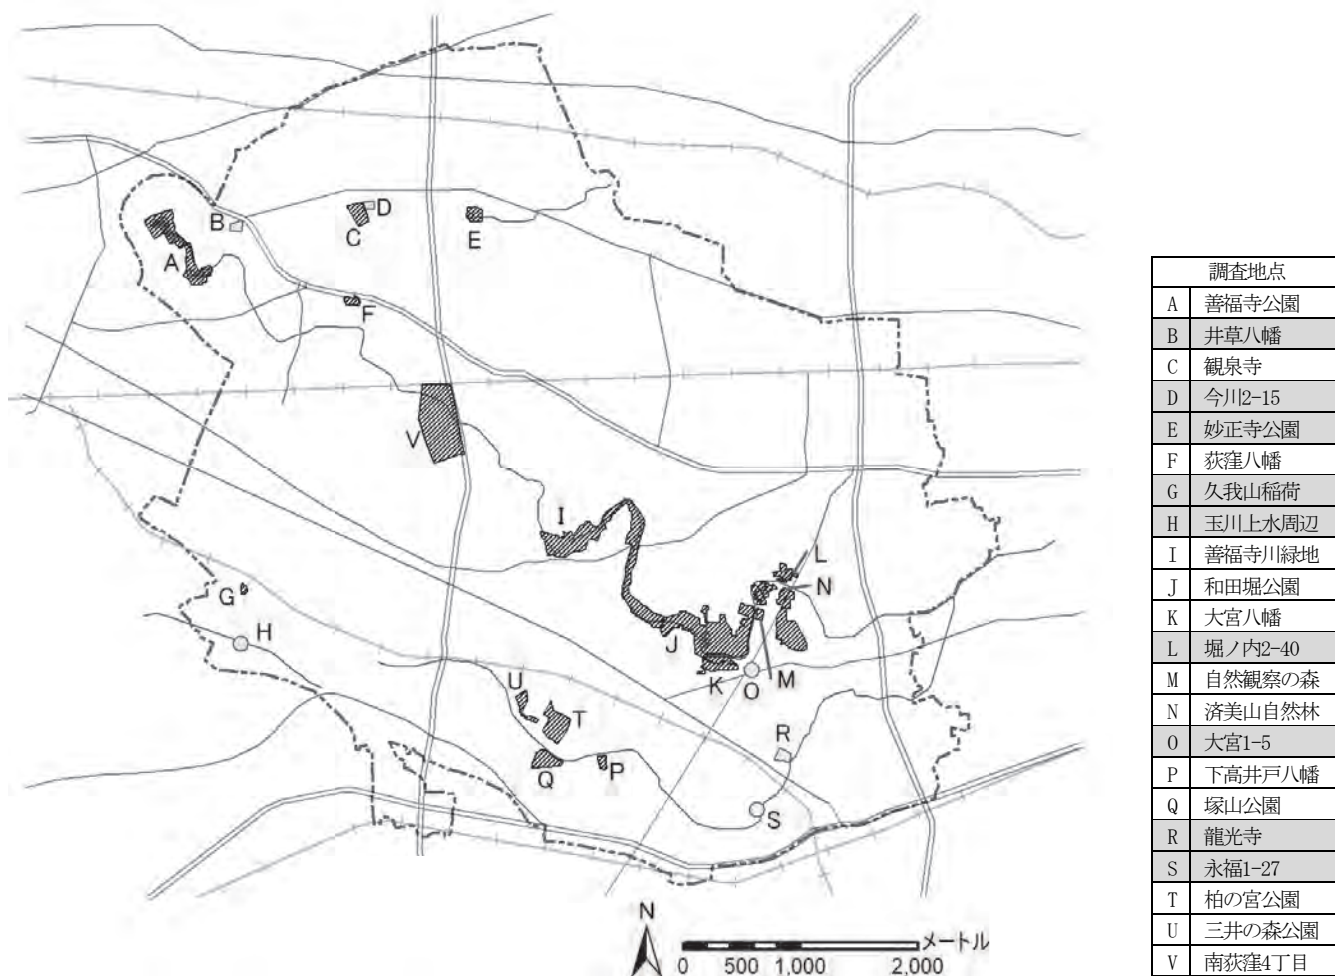 B
D
C
E
A
F
V
I
L
N
G
H
J
K
O
M
U
T
R
Q
P
S
N
メートル
0 500 1,000 2,000
調査地点
A 善福寺公園
B 井草八幡
C 観泉寺
D 今川2-15
E 妙正寺公園
F 荻窪八幡
G 久我山稲荷
H 玉川上水周辺
I 善福寺川緑地
J 和田堀公園
K 大宮八幡
L 堀ノ内2-40
M 自然観察の森
N 済美山自然林
O 大宮1-5
P 下高井戸八幡
Q 塚山公園
R 龍光寺
S 永福1-27
T 柏の宮公園
U 三井の森公園
V 南荻窪4丁目